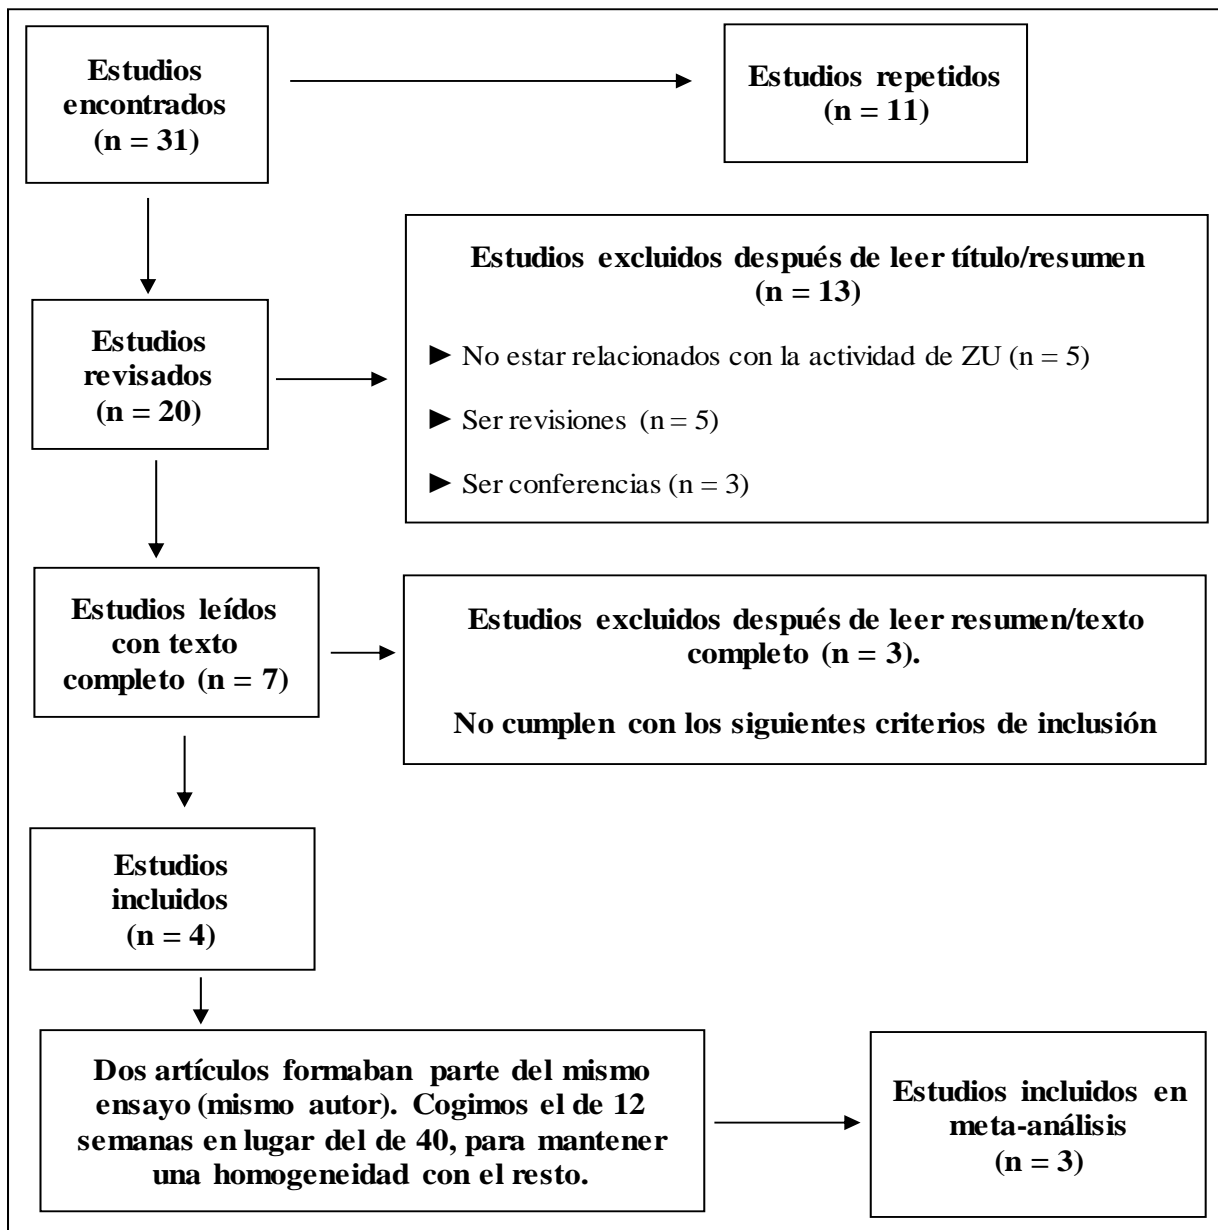 Estudios
encontrados
(n = 31)
Estudios repetidos
(n = 11)
Estudios revisados
(n = 20)
Estudios excluidos después de leer título/resumen
(n = 13)
► No estar relacionados con la actividad de ZU (n = 5)
► Ser revisiones (n = 5)
► Ser conferencias (n = 3)
Estudios leídos
con texto
completo (n = 7)
Estudios excluidos después de leer resumen/texto
completo (n = 3).
No cumplen con los siguientes criterios de inclusión
Estudios
incluidos
(n = 4)
Dos artículos formaban parte del mismo
ensayo (mismo autor). Cogimos el de 12
semanas en lugar del de 40, para mantener
una homogeneidad con el resto.
Estudios incluidos en
meta-análisis
(n = 3)